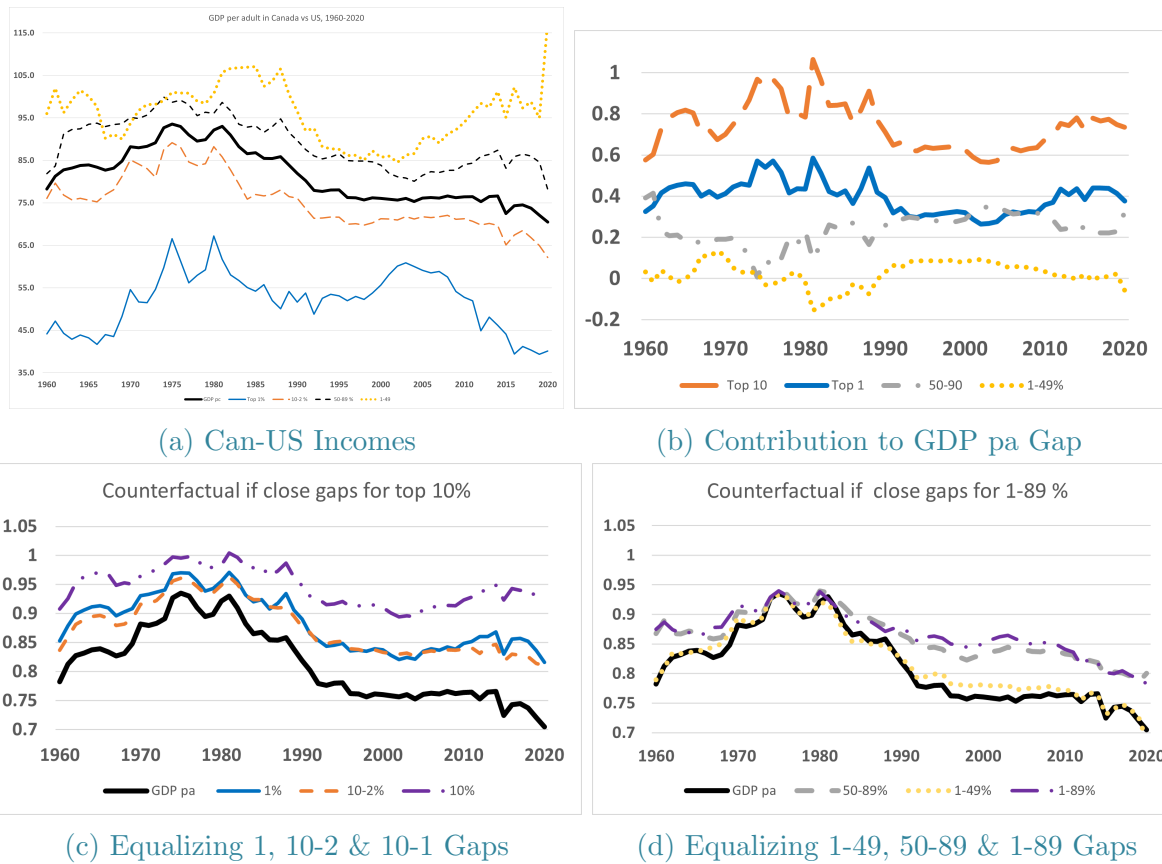 GDP per adult in Canada vs US, 1960-2020
115.0
105.0
95.0
85.0
75.0
65.0
55.0
45.0
35.0
1960 1965 1970 1975 1980 1985 1990 1995 2000 2005 2010 2015 2020
GDP pc Top 1% 10-2 % 50-89 % 1-49
(a) Can-US Incomes
1
0.8
0.6
0.4
0.2
0
-0.2
1960 1970 1980 1990 2000 2010 2020
Top 10 Top 1 50-90 1-49%
(b) Contribution to GDP pa Gap
Counterfactual if close gaps for top 10%
1.05
1
0.95
0.9
0.85
0.8
0.75
0.7
1960 1970 1980 1990 2000 2010 2020
GDP pa 1% 10-2% 10%
(c) Equalizing 1, 10-2 & 10-1 Gaps
Counterfactual if close gaps for 1-89 %
1.05
1
0.95
0.9
0.85
0.8
0.75
0.7
1960 1970 1980 1990 2000 2010 2020
GDP pa 50-89% 1-49% 1-89%
(d) Equalizing 1-49, 50-89 & 1-89 Gaps